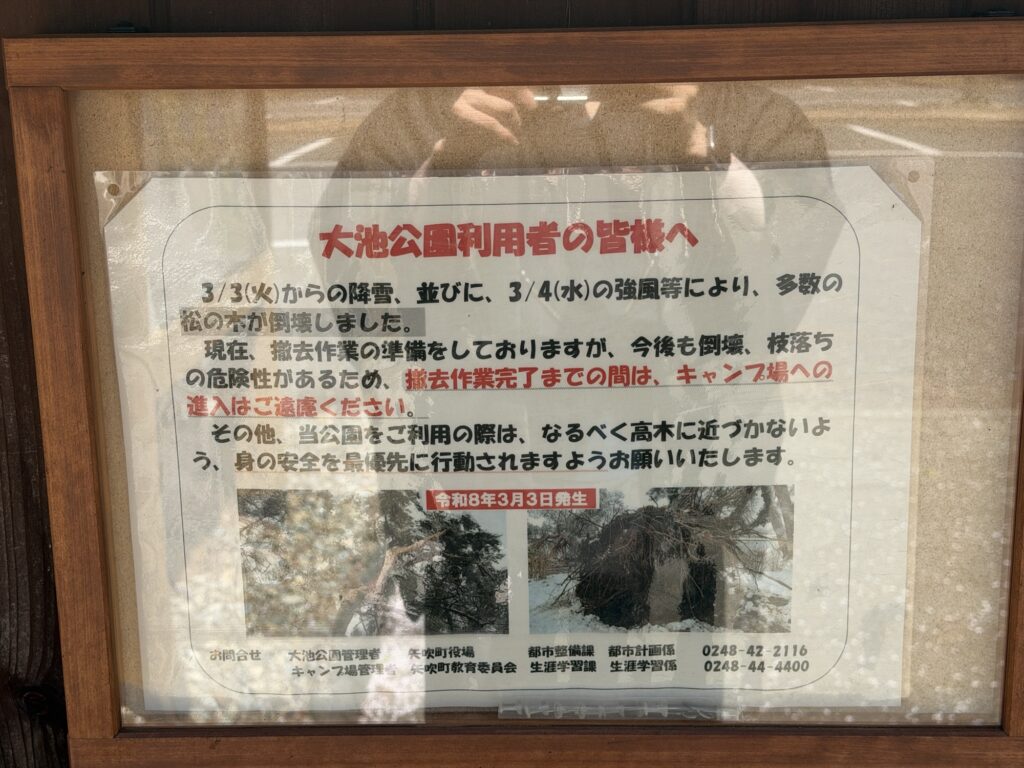 大池公園利用者の皆様へ
3/3(火)からの降雪、並びに、3/4(水)の強風等により、多数の
松の木が倒壊しました。
現在、撤去作業の準備をしておりますが、今後も倒壊、枝落ち
の危険性があるため、撤去作業完了までの間は、キャンプ場への
進入はご遠慮ください。
その他、当公園をご利用の際は、なるべく高木に近づかないよ
う、身の安全を最優先に行動されますようお願いいたします。
令和8年3月3日発生
お問合せ 大池公園管理者 矢吹町役場 都市整備課 都市計画係 0248-42-2116
キャンプ場管理者 矢吹町教育委員会 生涯学習課 生涯学習係 0248-44-4400